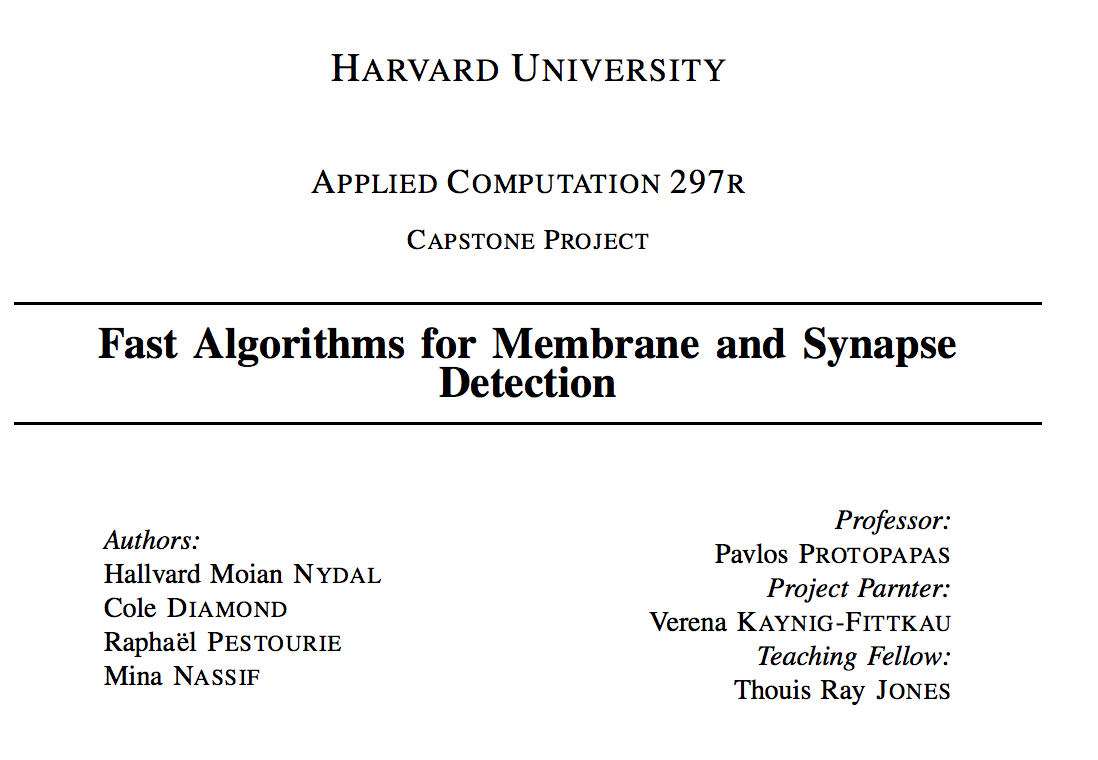 HARVARD UNIVERSITY
APPLIED COMPUTATION 297R
CAPSTONE PROJECT
Fast Algorithms for Membrane and Synapse
Detection
Authors:
Hallvard Moian NYDAL
Cole DIAMOND
Raphaël PESTOURIE
Mina NASSIF
Professor:
Pavlos PROTOPAPAS
Project Parnter:
Verena KAYNIG-FITTKAU
Teaching Fellow:
Thouis Ray JONES